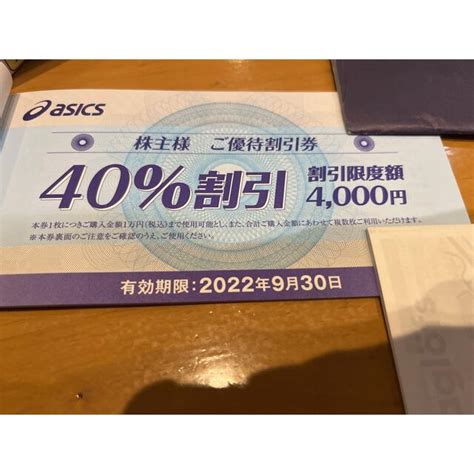 asics
株主様 ご優待割引券
40%割引 割引限度額 4,000円
本券1枚につきご購入金額1万円(税込)まで使用可能とし、また、合計ご購入金額にあわせて複数枚ご利用いただけます。
※本券裏面のご注意をご確認のうえ、ご使用ください。
有効期限:2022年9月30日